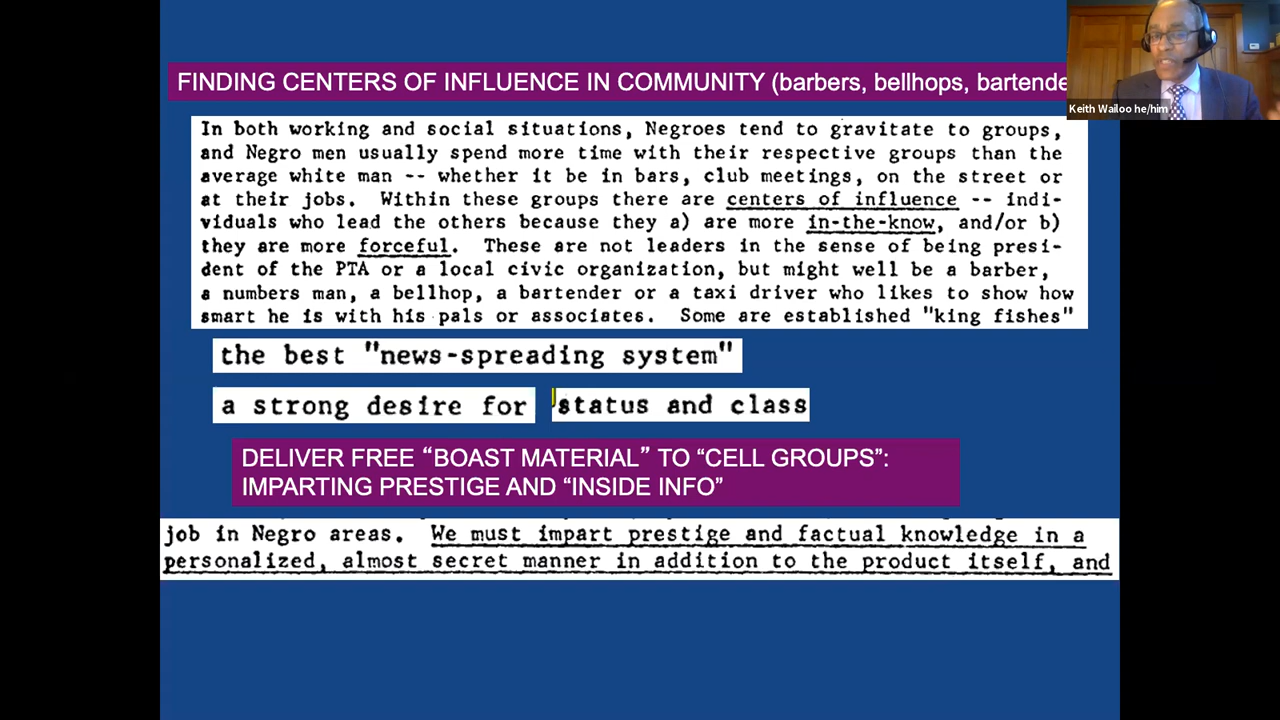 FINDING CENTERS OF INFLUENCE IN COMMUNITY (barbers, bellhops, bartende
Keith Wailoo he/him
In both working and social situations, Negroes tend to gravitate to groups,
and Negro men usually spend more time with their respective groups than the
average white man -- whether it be in bars, club meetings, on the street or
at their jobs. Within these groups there are centers of influence -- indi-
viduals who lead the others because they a) are more in-the-know, and/or b)
they are more forceful. These are not leaders in the sense of being presi-
dent of the PTA or a local civic organization, but might well be a barber,
a numbers man, a bellhop, a bartender or a taxi driver who likes to show how
smart he is with his pals or associates. Some are established "king fishes"
the best "news-spreading system"
a strong desire for status and class
DELIVER FREE “BOAST MATERIAL” TO “CELL GROUPS”:
IMPARTING PRESTIGE AND “INSIDE INFO”
job in Negro areas. We must impart prestige and factual knowledge in a
personalized, almost secret manner in addition to the product itself, and